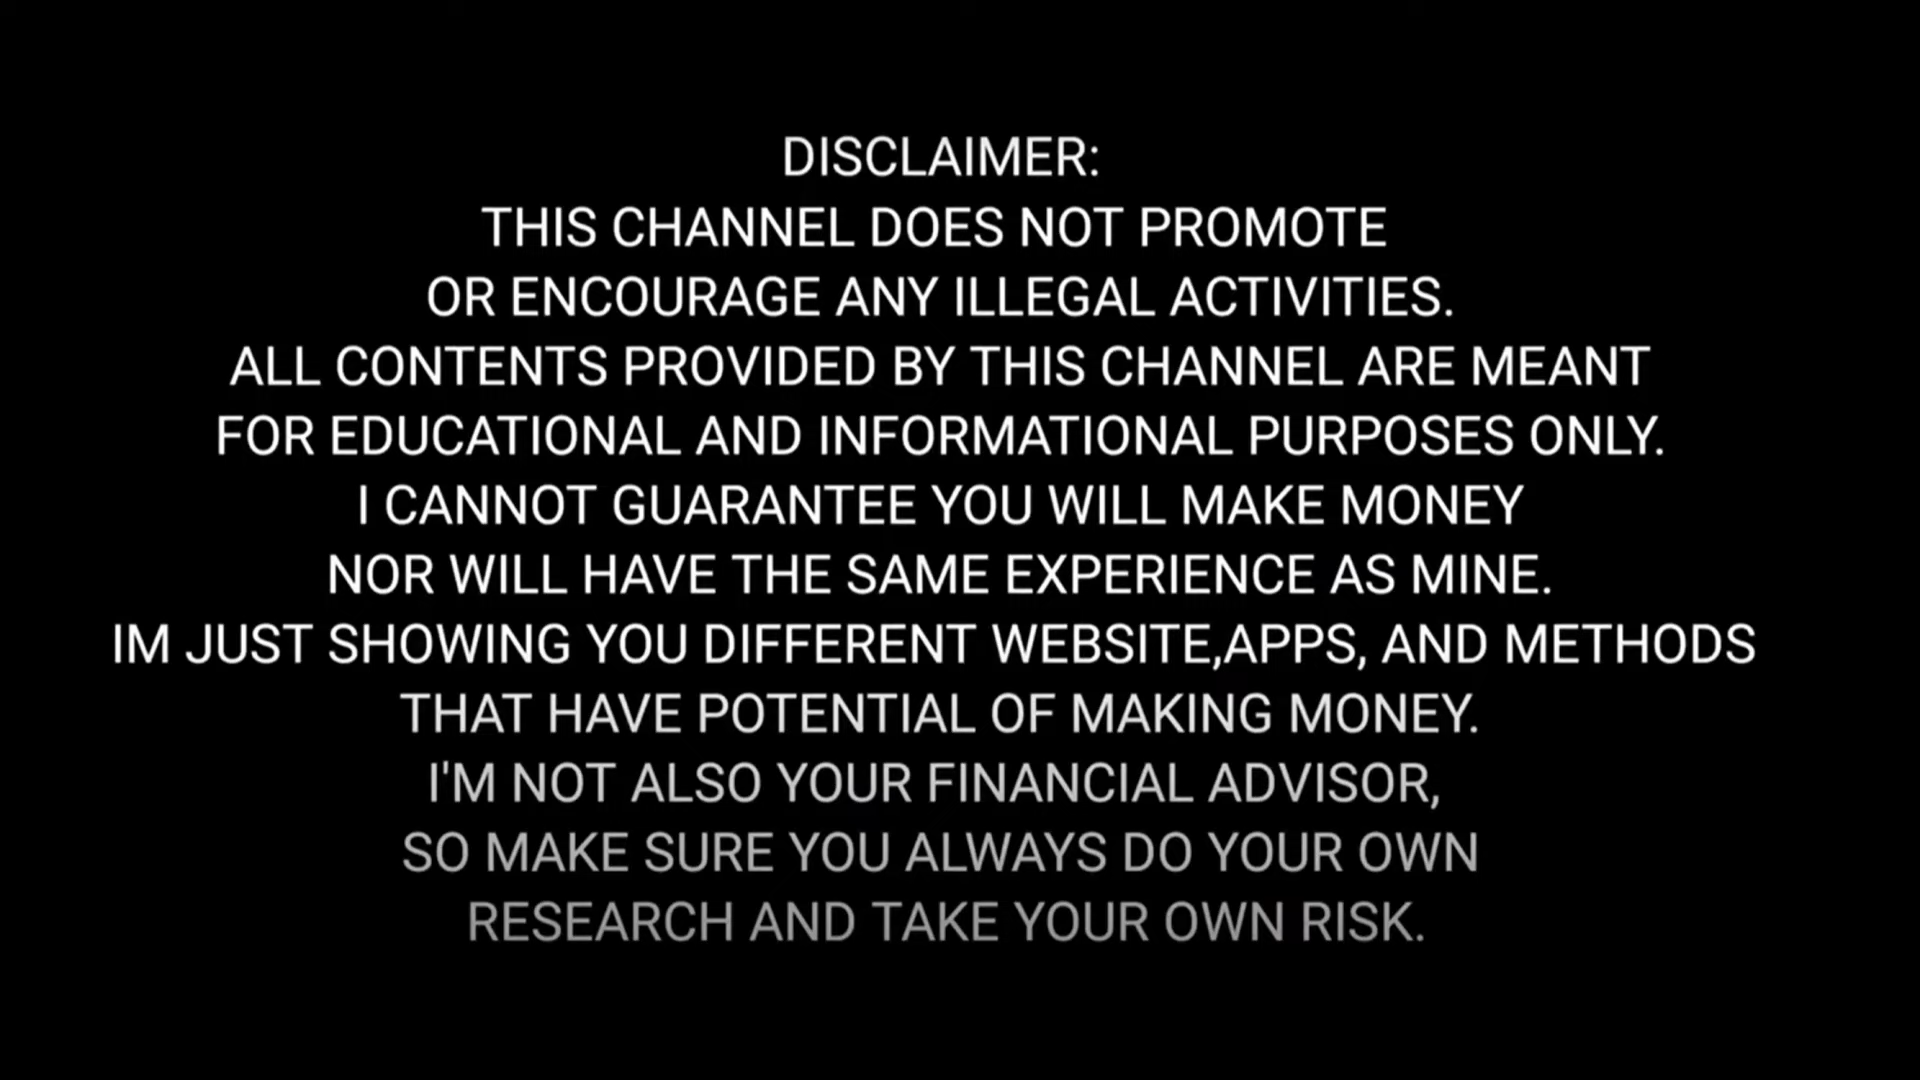 DISCLAIMER:
THIS CHANNEL DOES NOT PROMOTE
OR ENCOURAGE ANY ILLEGAL ACTIVITIES.
ALL CONTENTS PROVIDED BY THIS CHANNEL ARE MEANT
FOR EDUCATIONAL AND INFORMATIONAL PURPOSES ONLY.
I CANNOT GUARANTEE YOU WILL MAKE MONEY
NOR WILL HAVE THE SAME EXPERIENCE AS MINE.
IM JUST SHOWING YOU DIFFERENT WEBSITE,APPS, AND METHODS
THAT HAVE POTENTIAL OF MAKING MONEY.
I'M NOT ALSO YOUR FINANCIAL ADVISOR,
SO MAKE SURE YOU ALWAYS DO YOUR OWN
RESEARCH AND TAKE YOUR OWN RISK.